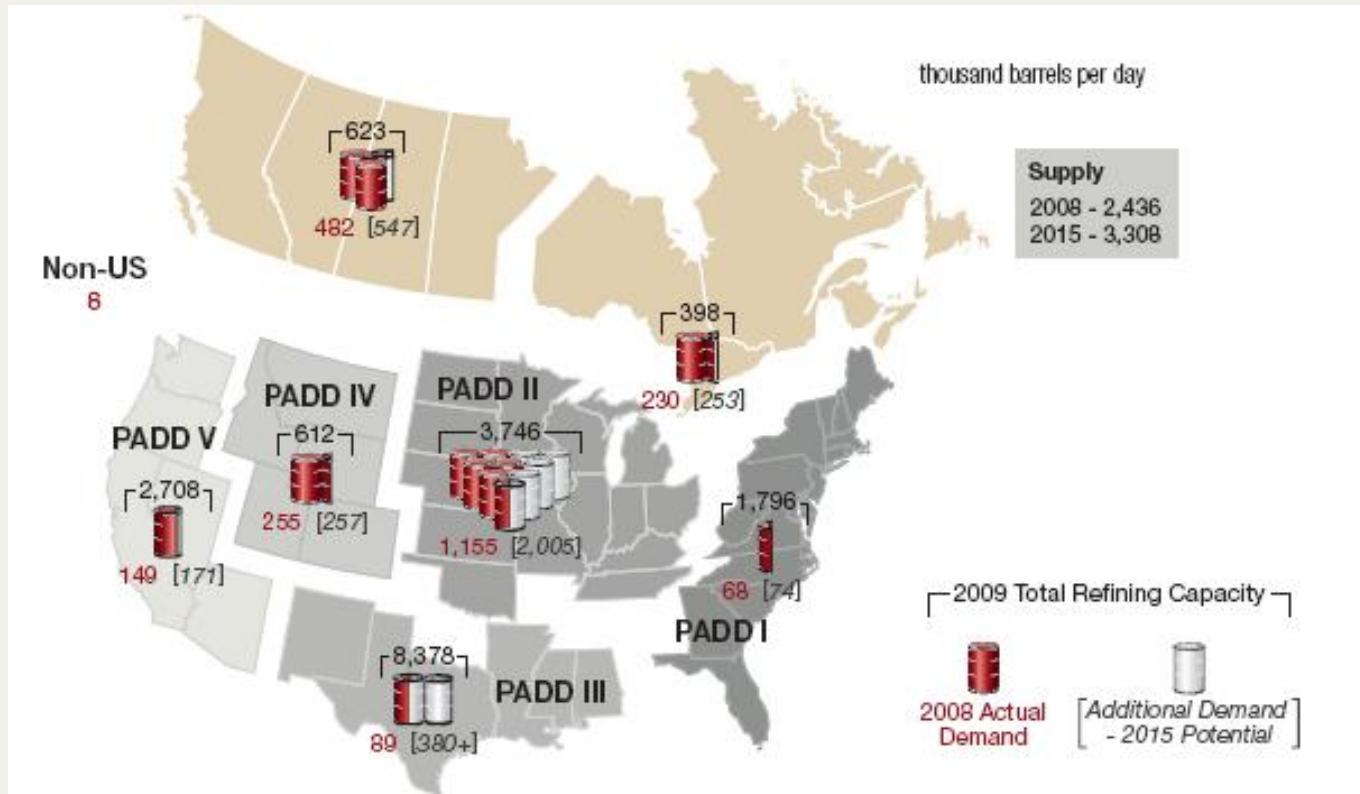 thousand barrels per day
Supply
2008 - 2,436
2015 - 3,308
623
482 [547]
Non-US
6
398
230 [253]
PADD II
3,746
1,155 [2,005]
PADD IV
612
255 [257]
PADD V
2,708
149 [171]
1,796
68 [74]
PADD I
8,378
89 [380+]
PADD III
2009 Total Refining Capacity
2008 Actual
Demand
[Additional Demand
- 2015 Potential]